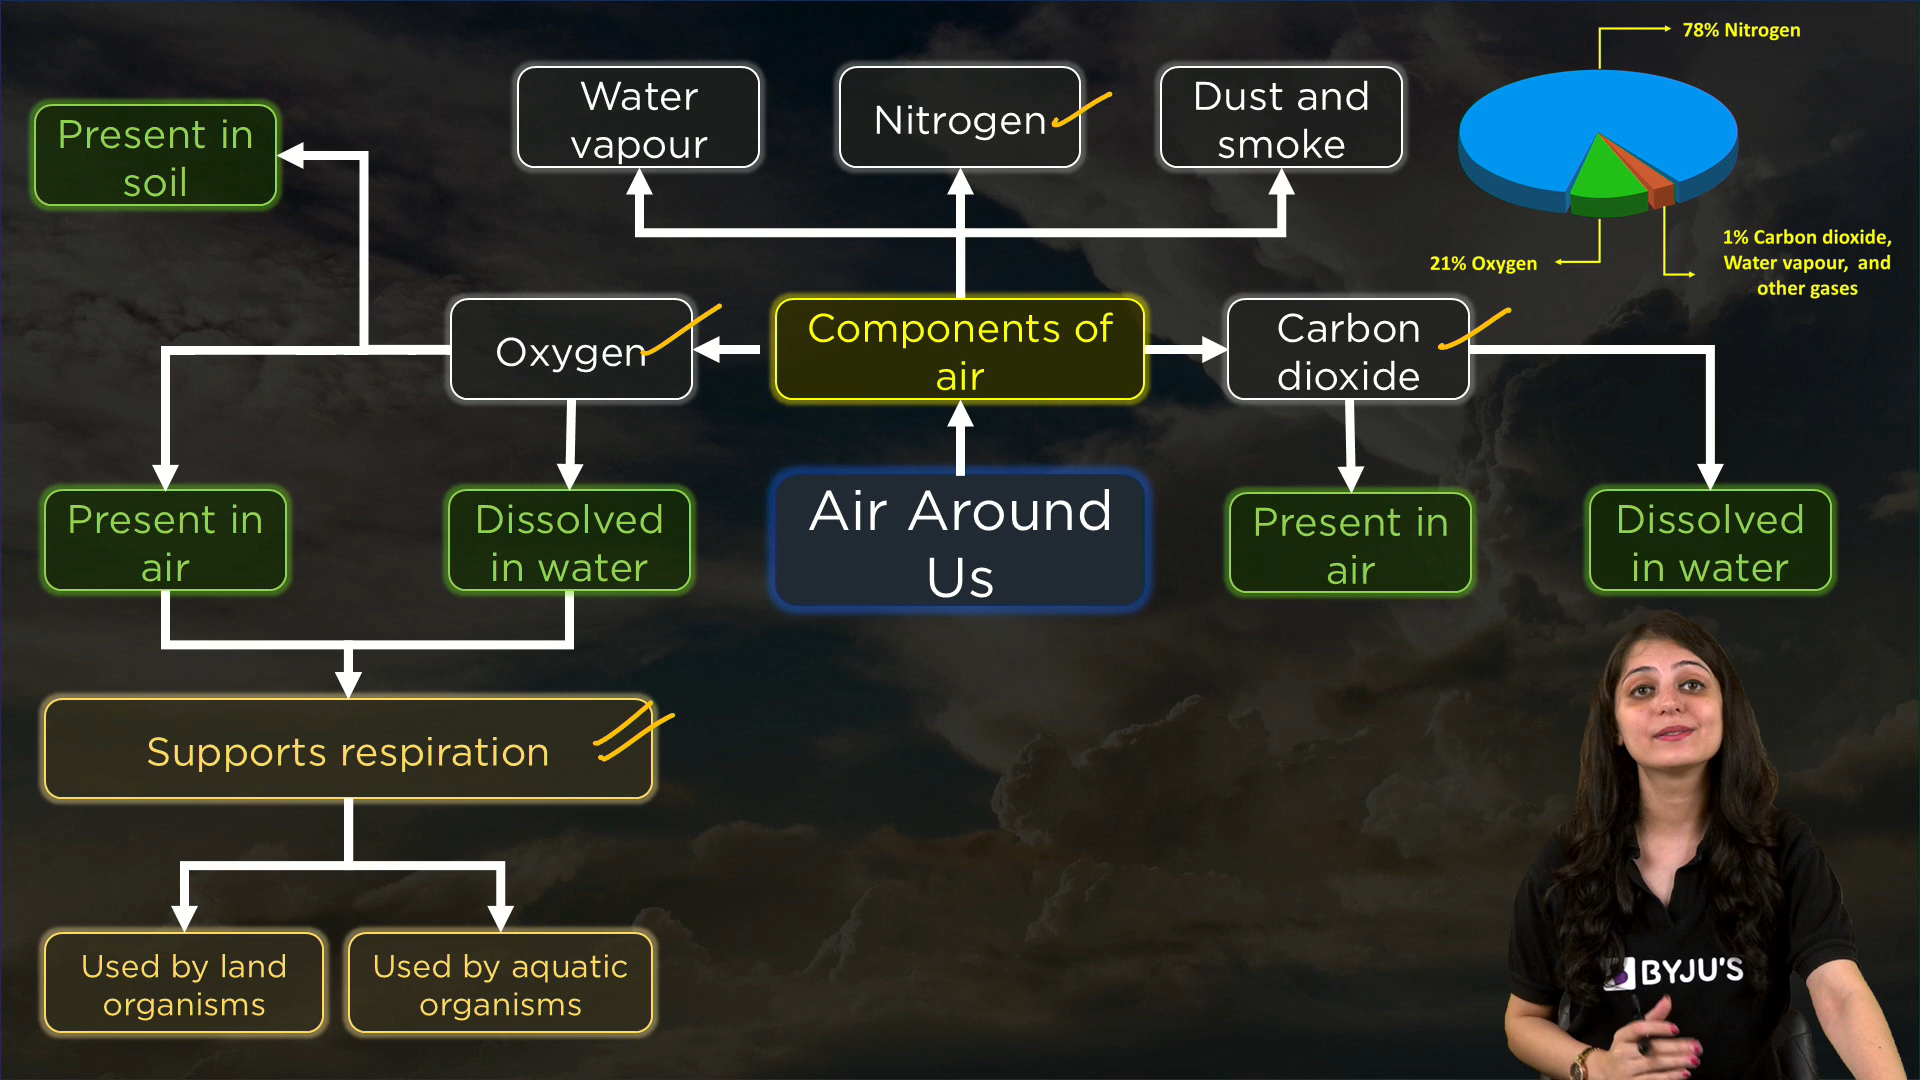 78% Nitrogen
Water
vapour
Nitrogen
Dust and
smoke
Present in
soil
21% Oxygen
1% Carbon dioxide,
Water vapour, and
other gases
Oxygen
Components of
air
Carbon
dioxide
Air Around
Us
Present in
air
Dissolved
in water
Present in
air
Dissolved
in water
Supports respiration
Used by land
organisms
Used by aquatic
organisms
BYJU'S